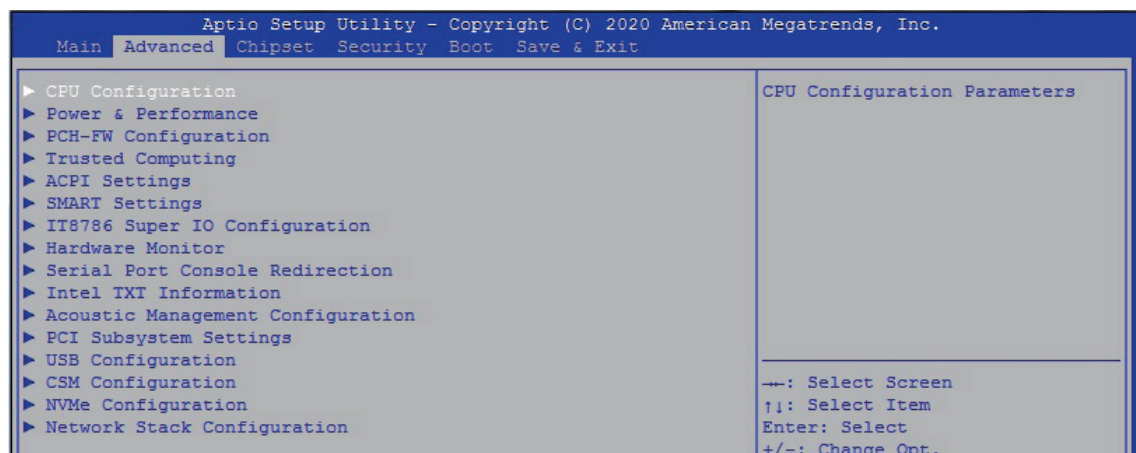 Aptio Setup Utility - Copyright (C) 2020 American Megatrends, Inc.
Main Advanced Chipset Security Boot Save & Exit
▶ CPU Configuration
▶ Power & Performance
▶ PCH-FW Configuration
▶ Trusted Computing
▶ ACPI Settings
▶ SMART Settings
▶ IT8786 Super IO Configuration
▶ Hardware Monitor
▶ Serial Port Console Redirection
▶ Intel TXT Information
▶ Acoustic Management Configuration
▶ PCI Subsystem Settings
▶ USB Configuration
▶ CSM Configuration
▶ NVMe Configuration
▶ Network Stack Configuration
CPU Configuration Parameters
→←: Select Screen
↑↓: Select Item
Enter: Select
+/-: Change Opt.